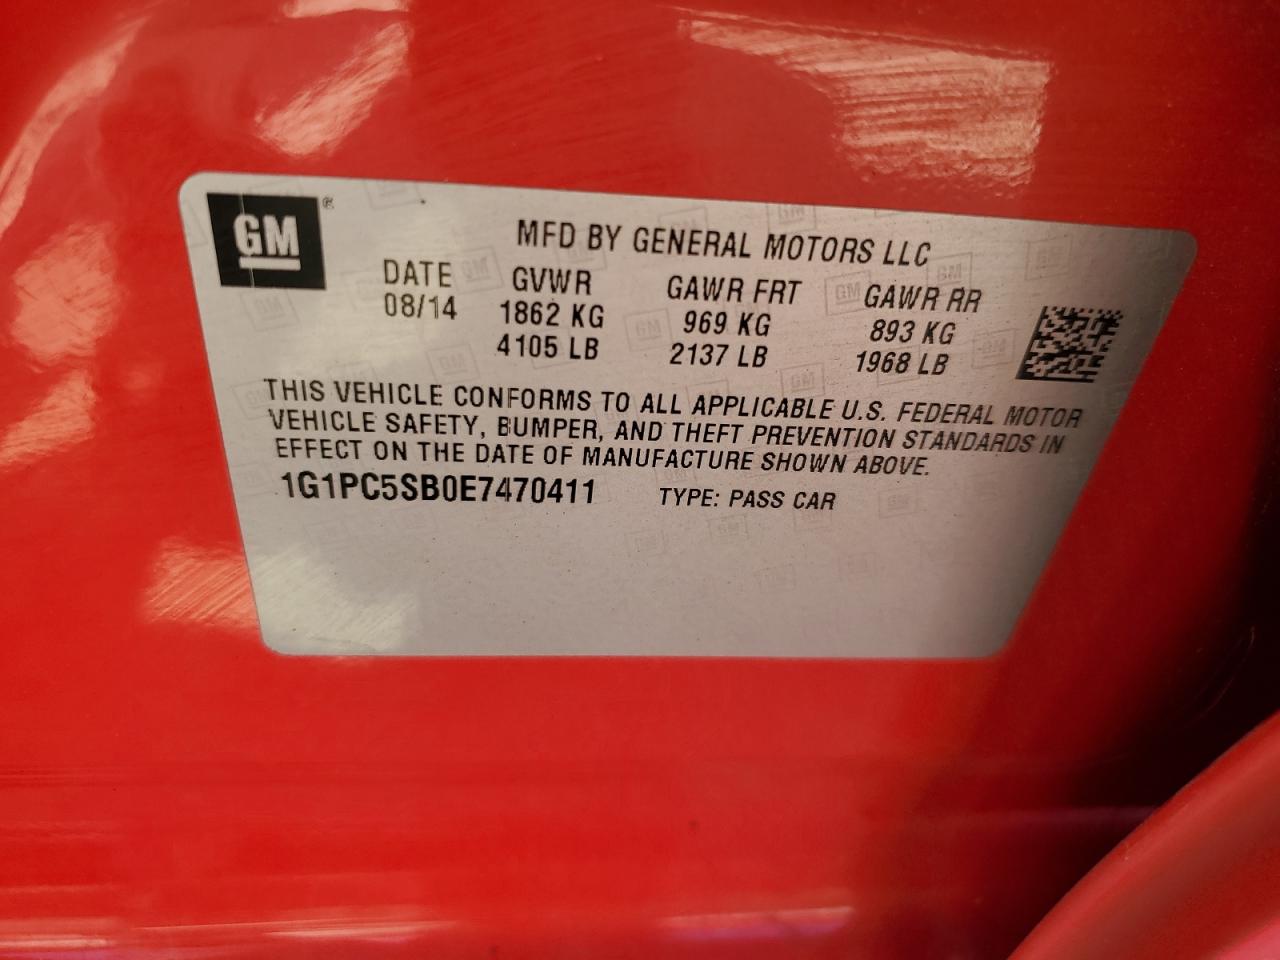 GM®
MFD BY GENERAL MOTORS LLC
DATE GVWR GAWR FRT GAWR RR
08/14 1862 KG 969 KG 893 KG
4105 LB 2137 LB 1968 LB
THIS VEHICLE CONFORMS TO ALL APPLICABLE U.S. FEDERAL MOTOR
VEHICLE SAFETY, BUMPER, AND THEFT PREVENTION STANDARDS IN
EFFECT ON THE DATE OF MANUFACTURE SHOWN ABOVE.
1G1PC5SB0E7470411 TYPE: PASS CAR